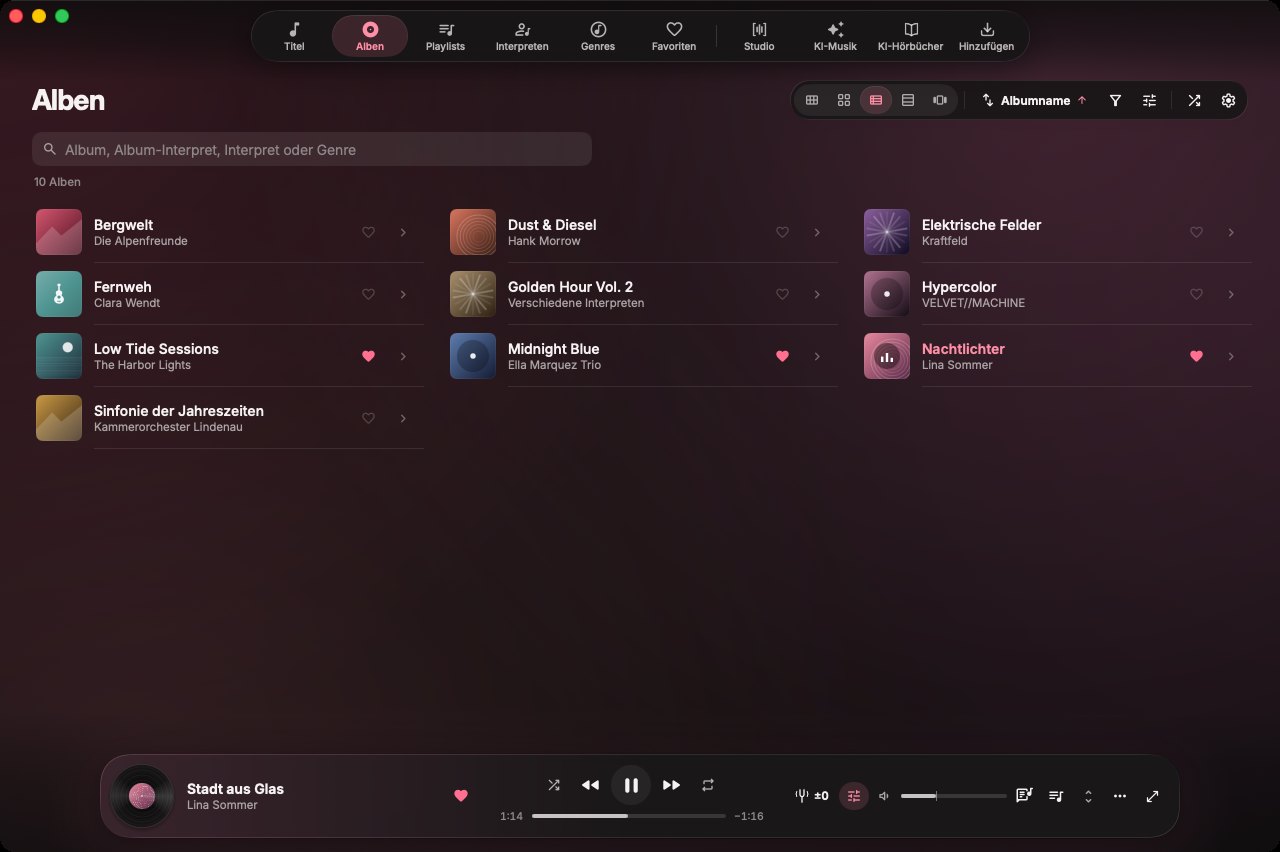 Titel
Alben
Playlists
Interpreten
Genres
Favoriten
Studio
KI-Musik
KI-Hörbücher
Hinzufügen
Alben
Albumname
Album, Album-Interpret, Interpret oder Genre
10 Alben
Bergwelt
Die Alpenfreunde
Dust & Diesel
Hank Morrow
Elektrische Felder
Kraftfeld
Fernweh
Clara Wendt
Golden Hour Vol. 2
Verschiedene Interpreten
Hypercolor
VELVET//MACHINE
Low Tide Sessions
The Harbor Lights
Midnight Blue
Ella Marquez Trio
Nachtlichter
Lina Sommer
Sinfonie der Jahreszeiten
Kammerorchester Lindenau
Stadt aus Glas
Lina Sommer
1:14
−1:16
±0